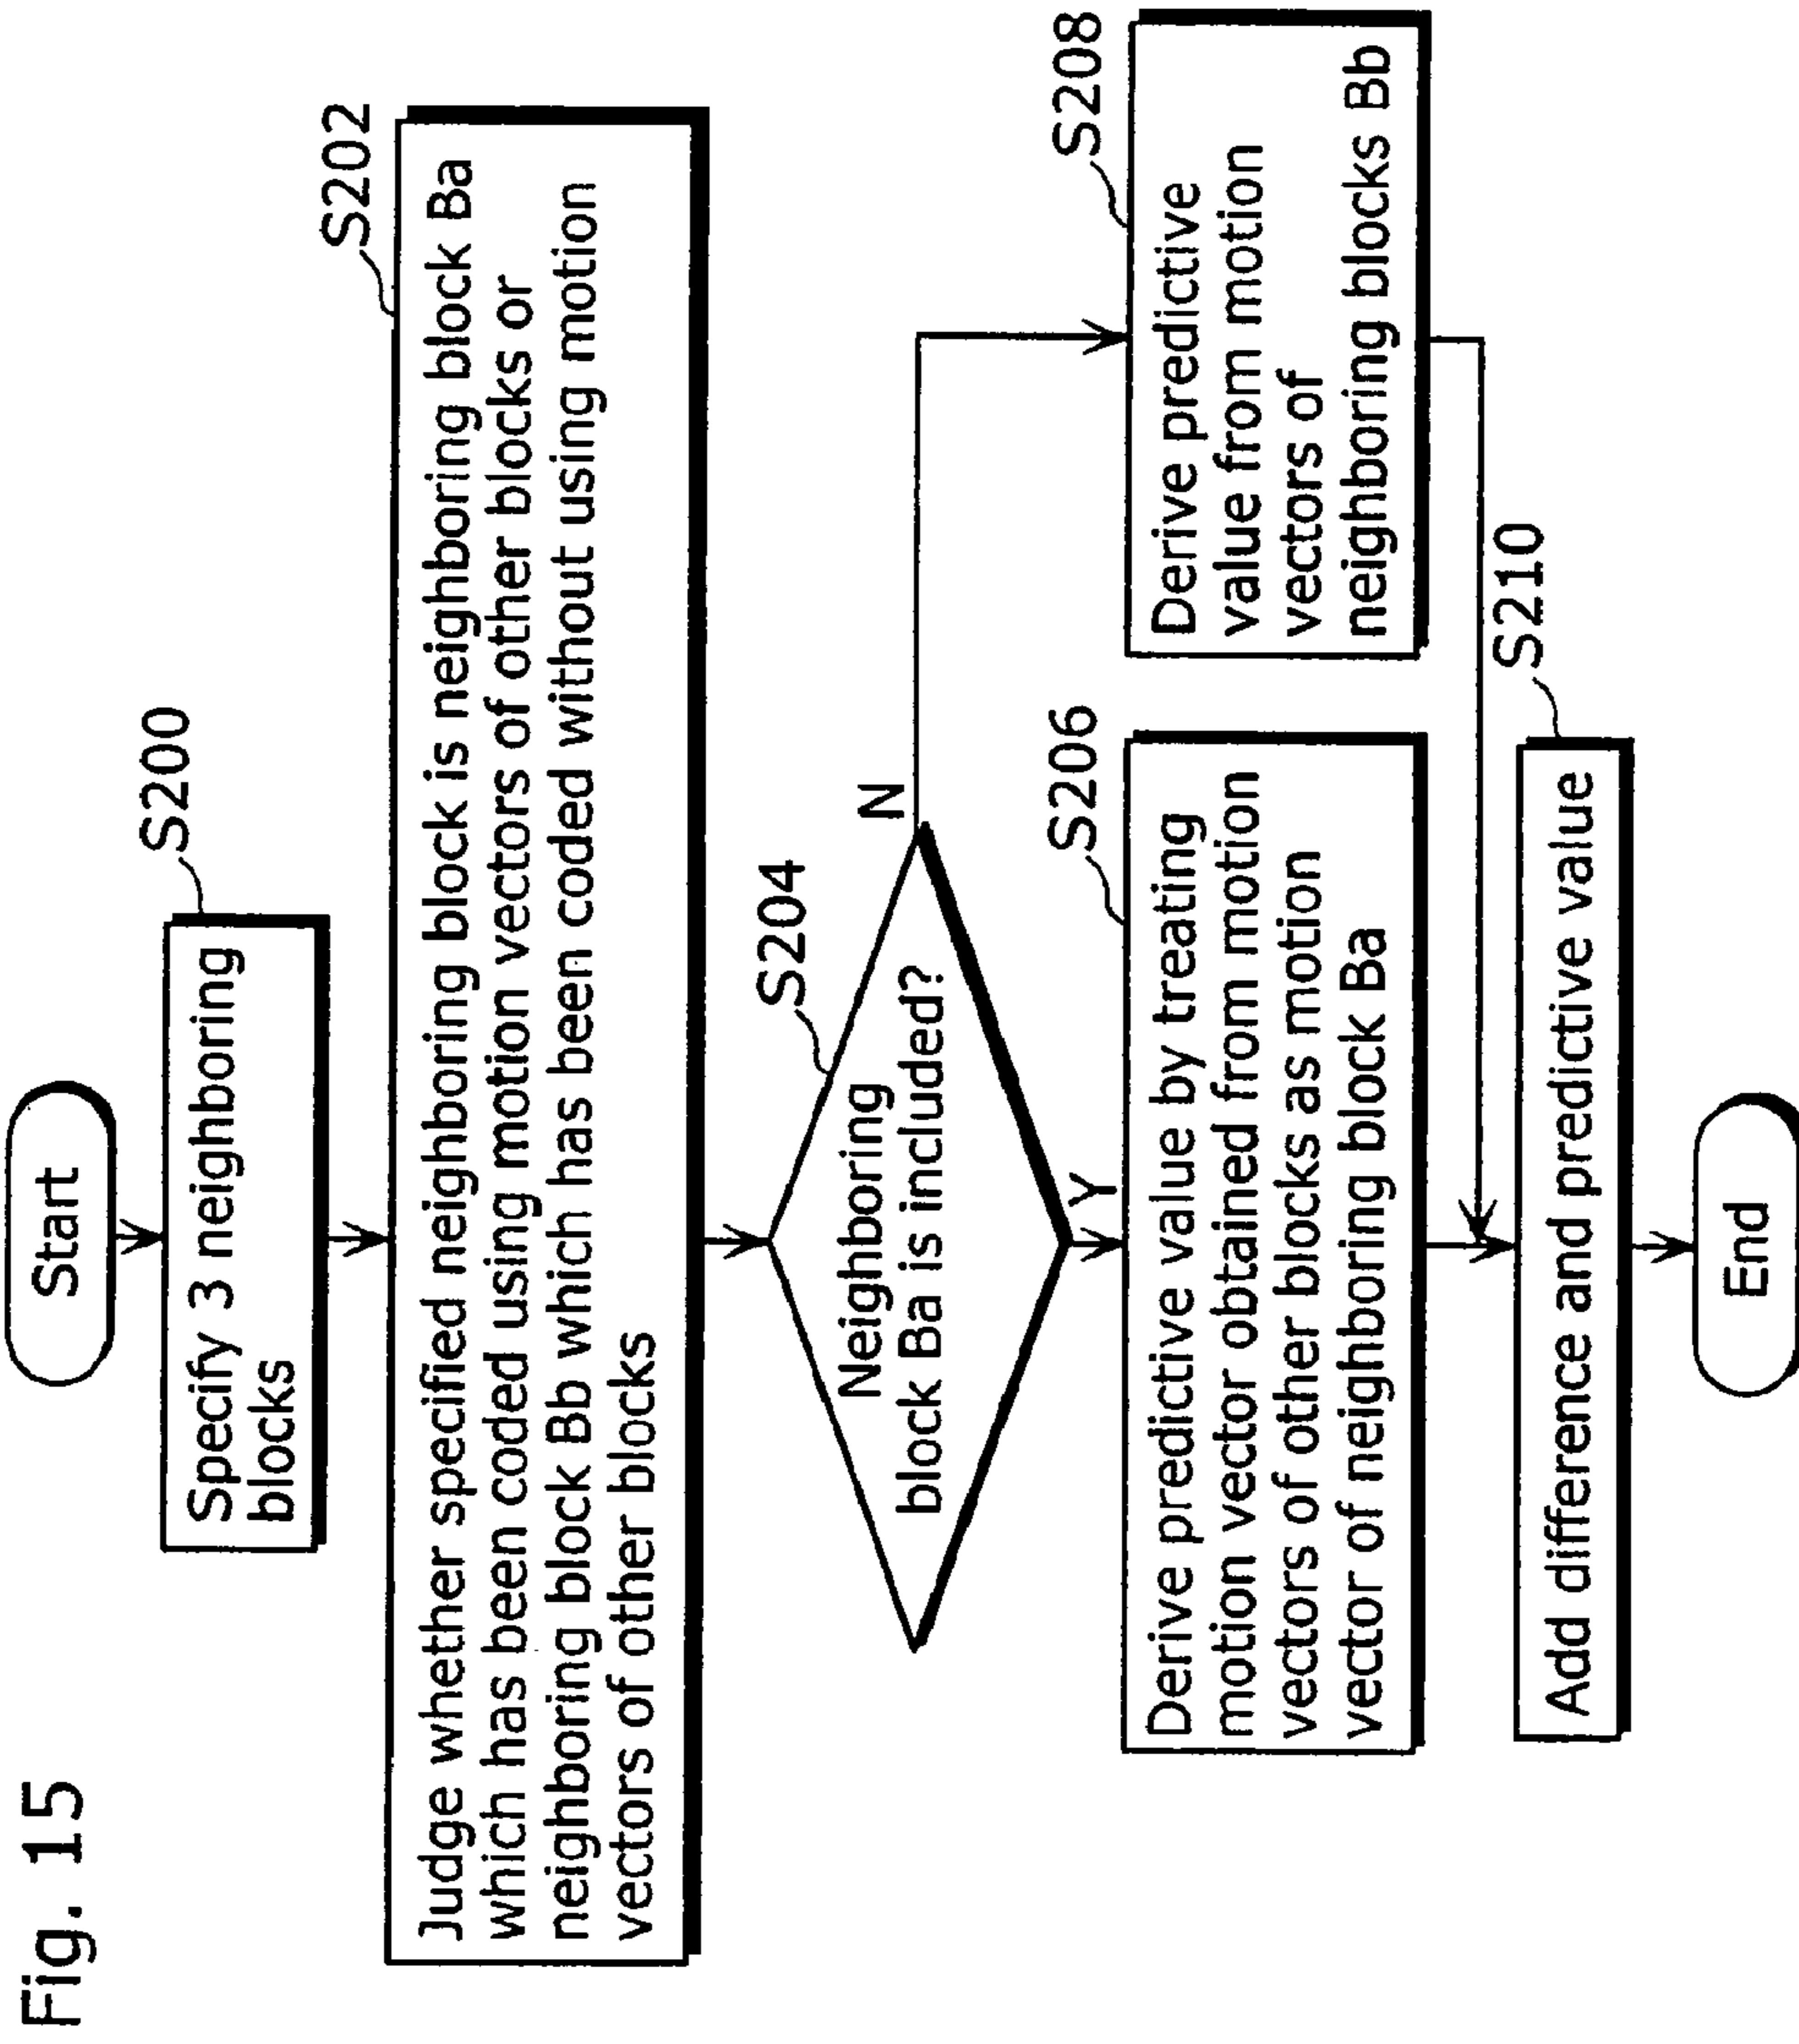 Fig. 15
Start
S200
Specify 3 neighboring
blocks
S202
Judge whether specified neighboring block is neighboring block Ba
which has been coded using motion vectors of other blocks or
neighboring block Bb which has been coded without using motion
vectors of other blocks
S204
Neighboring
block Ba is included?
N
Y
S206
Derive predictive value by treating
motion vector obtained from motion
vectors of other blocks as motion
vector of neighboring block Ba
S208
Derive predictive
value from motion
vectors of
neighboring blocks Bb
S210
Add difference and predictive value
End